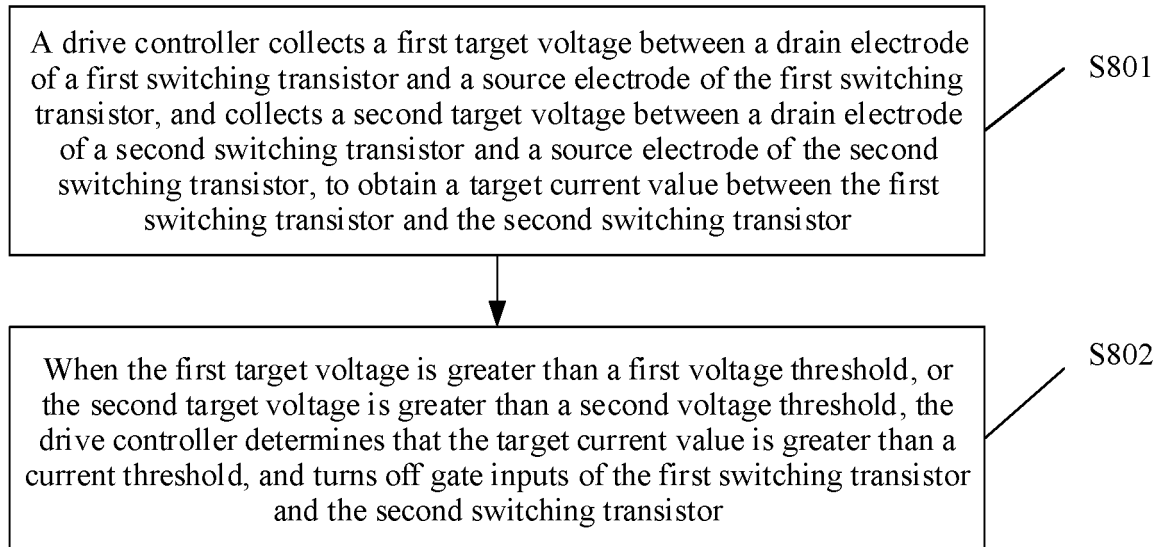 A drive controller collects a first target voltage between a drain electrode
of a first switching transistor and a source electrode of the first switching
transistor, and collects a second target voltage between a drain electrode
of a second switching transistor and a source electrode of the second
switching transistor, to obtain a target current value between the first
switching transistor and the second switching transistor
S801
When the first target voltage is greater than a first voltage threshold, or
the second target voltage is greater than a second voltage threshold, the
drive controller determines that the target current value is greater than a
current threshold, and turns off gate inputs of the first switching transistor
and the second switching transistor
S802